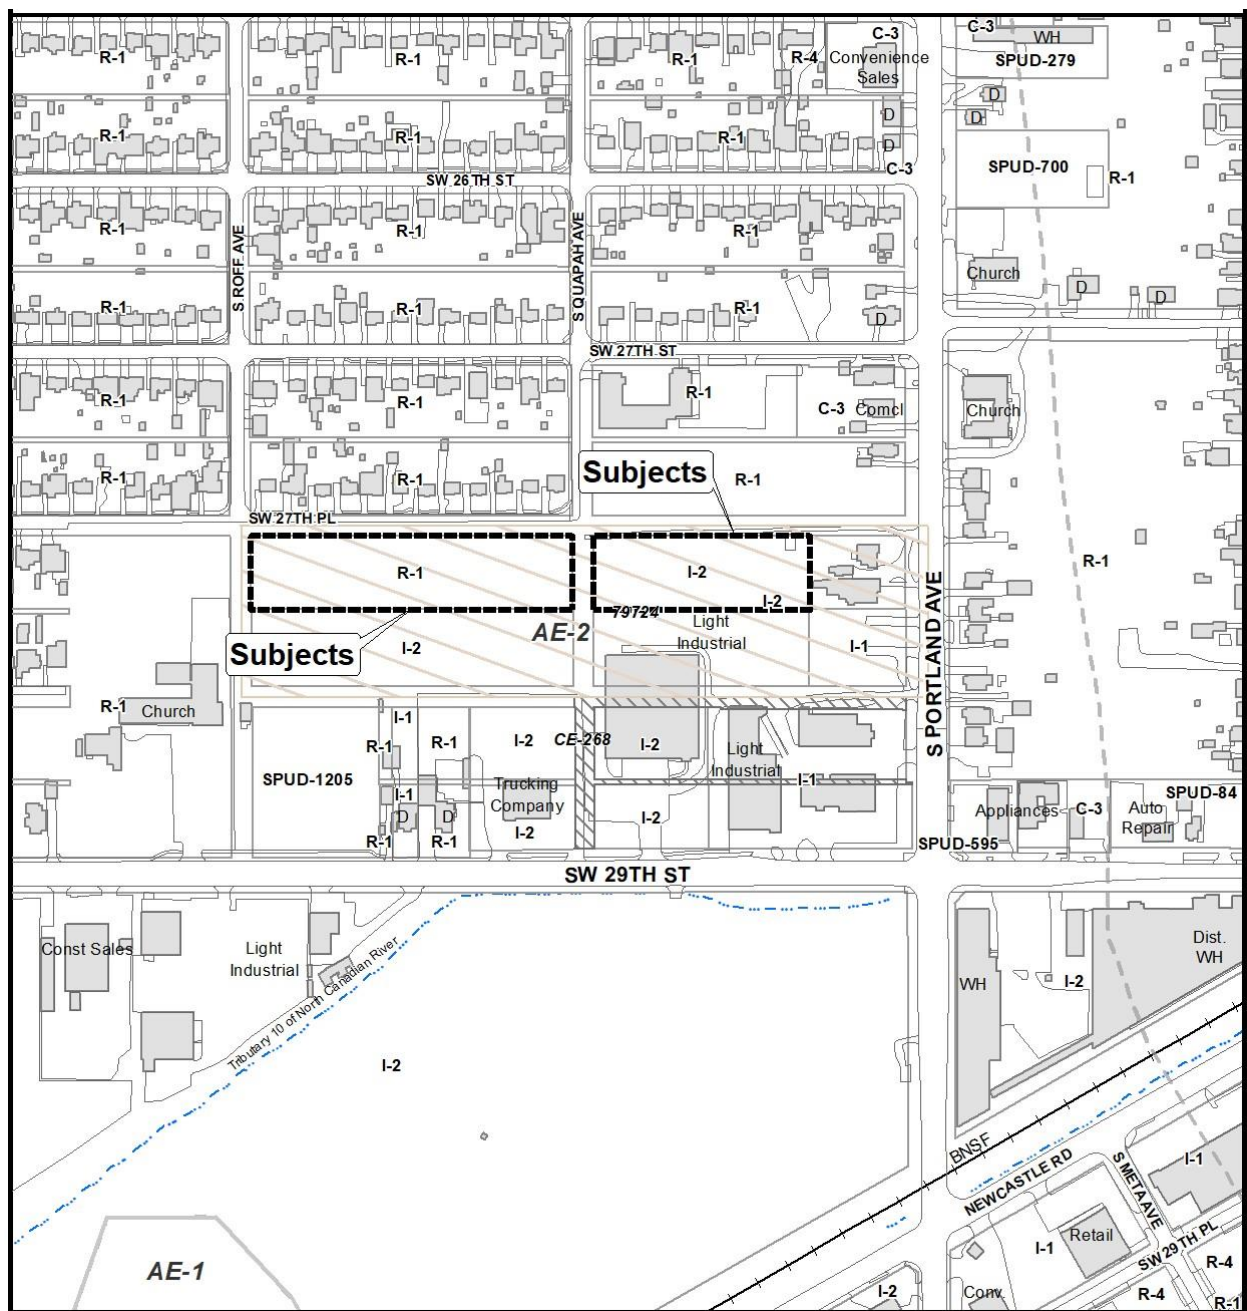 C-3
C-3
WH
R-1
R-1
R-1
R-4
Convenience
Sales
SPUD-279
D
D
D
D
R-1
R-1
R-1
C-3
SPUD-700
R-1
SW 26TH ST
S ROFF AVE
S QUAPAH AVE
R-1
R-1
R-1
Church
D
D
R-1
R-1
R-1
D
SW 27TH ST
R-1
R-1
R-1
C-3
Comcl
Church
Subjects
R-1
R-1
R-1
SW 27TH PL
R-1
I-2
I-2
79724
R-1
S PORTLAND AVE
AE-2
Light
Industrial
Subjects
I-2
I-1
R-1
Church
I-1
R-1
R-1
I-2
CE-268
I-2
Light
Industrial
I-1
SPUD-1205
I-1
D
D
R-1
R-1
Trucking
Company
I-2
I-2
Appliances
C-3
Auto
Repair
SPUD-84
SPUD-595
SW 29TH ST
Const Sales
Light
Industrial
Tributary 10 of North Canadian River
WH
I-2
Dist.
WH
I-2
BNSF
NEWCASTLE RD
S META AVE
I-1
Retail
I-1
SW 29TH PL
R-4
AE-1
I-2
Conv.
R-4
R-1